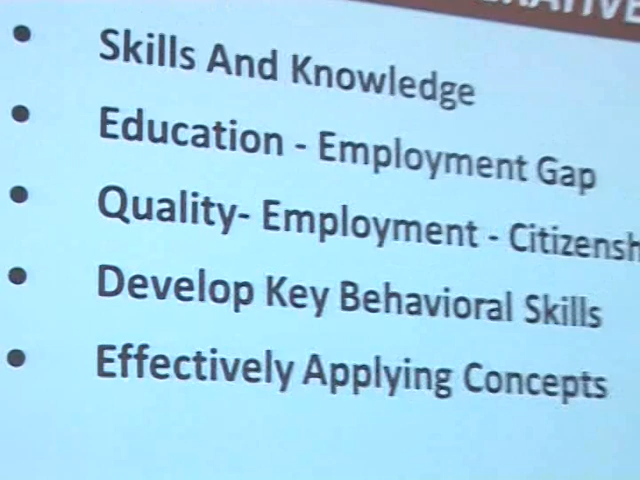 • Skills And Knowledge
• Education - Employment Gap
• Quality- Employment - Citizensh
• Develop Key Behavioral Skills
• Effectively Applying Concepts